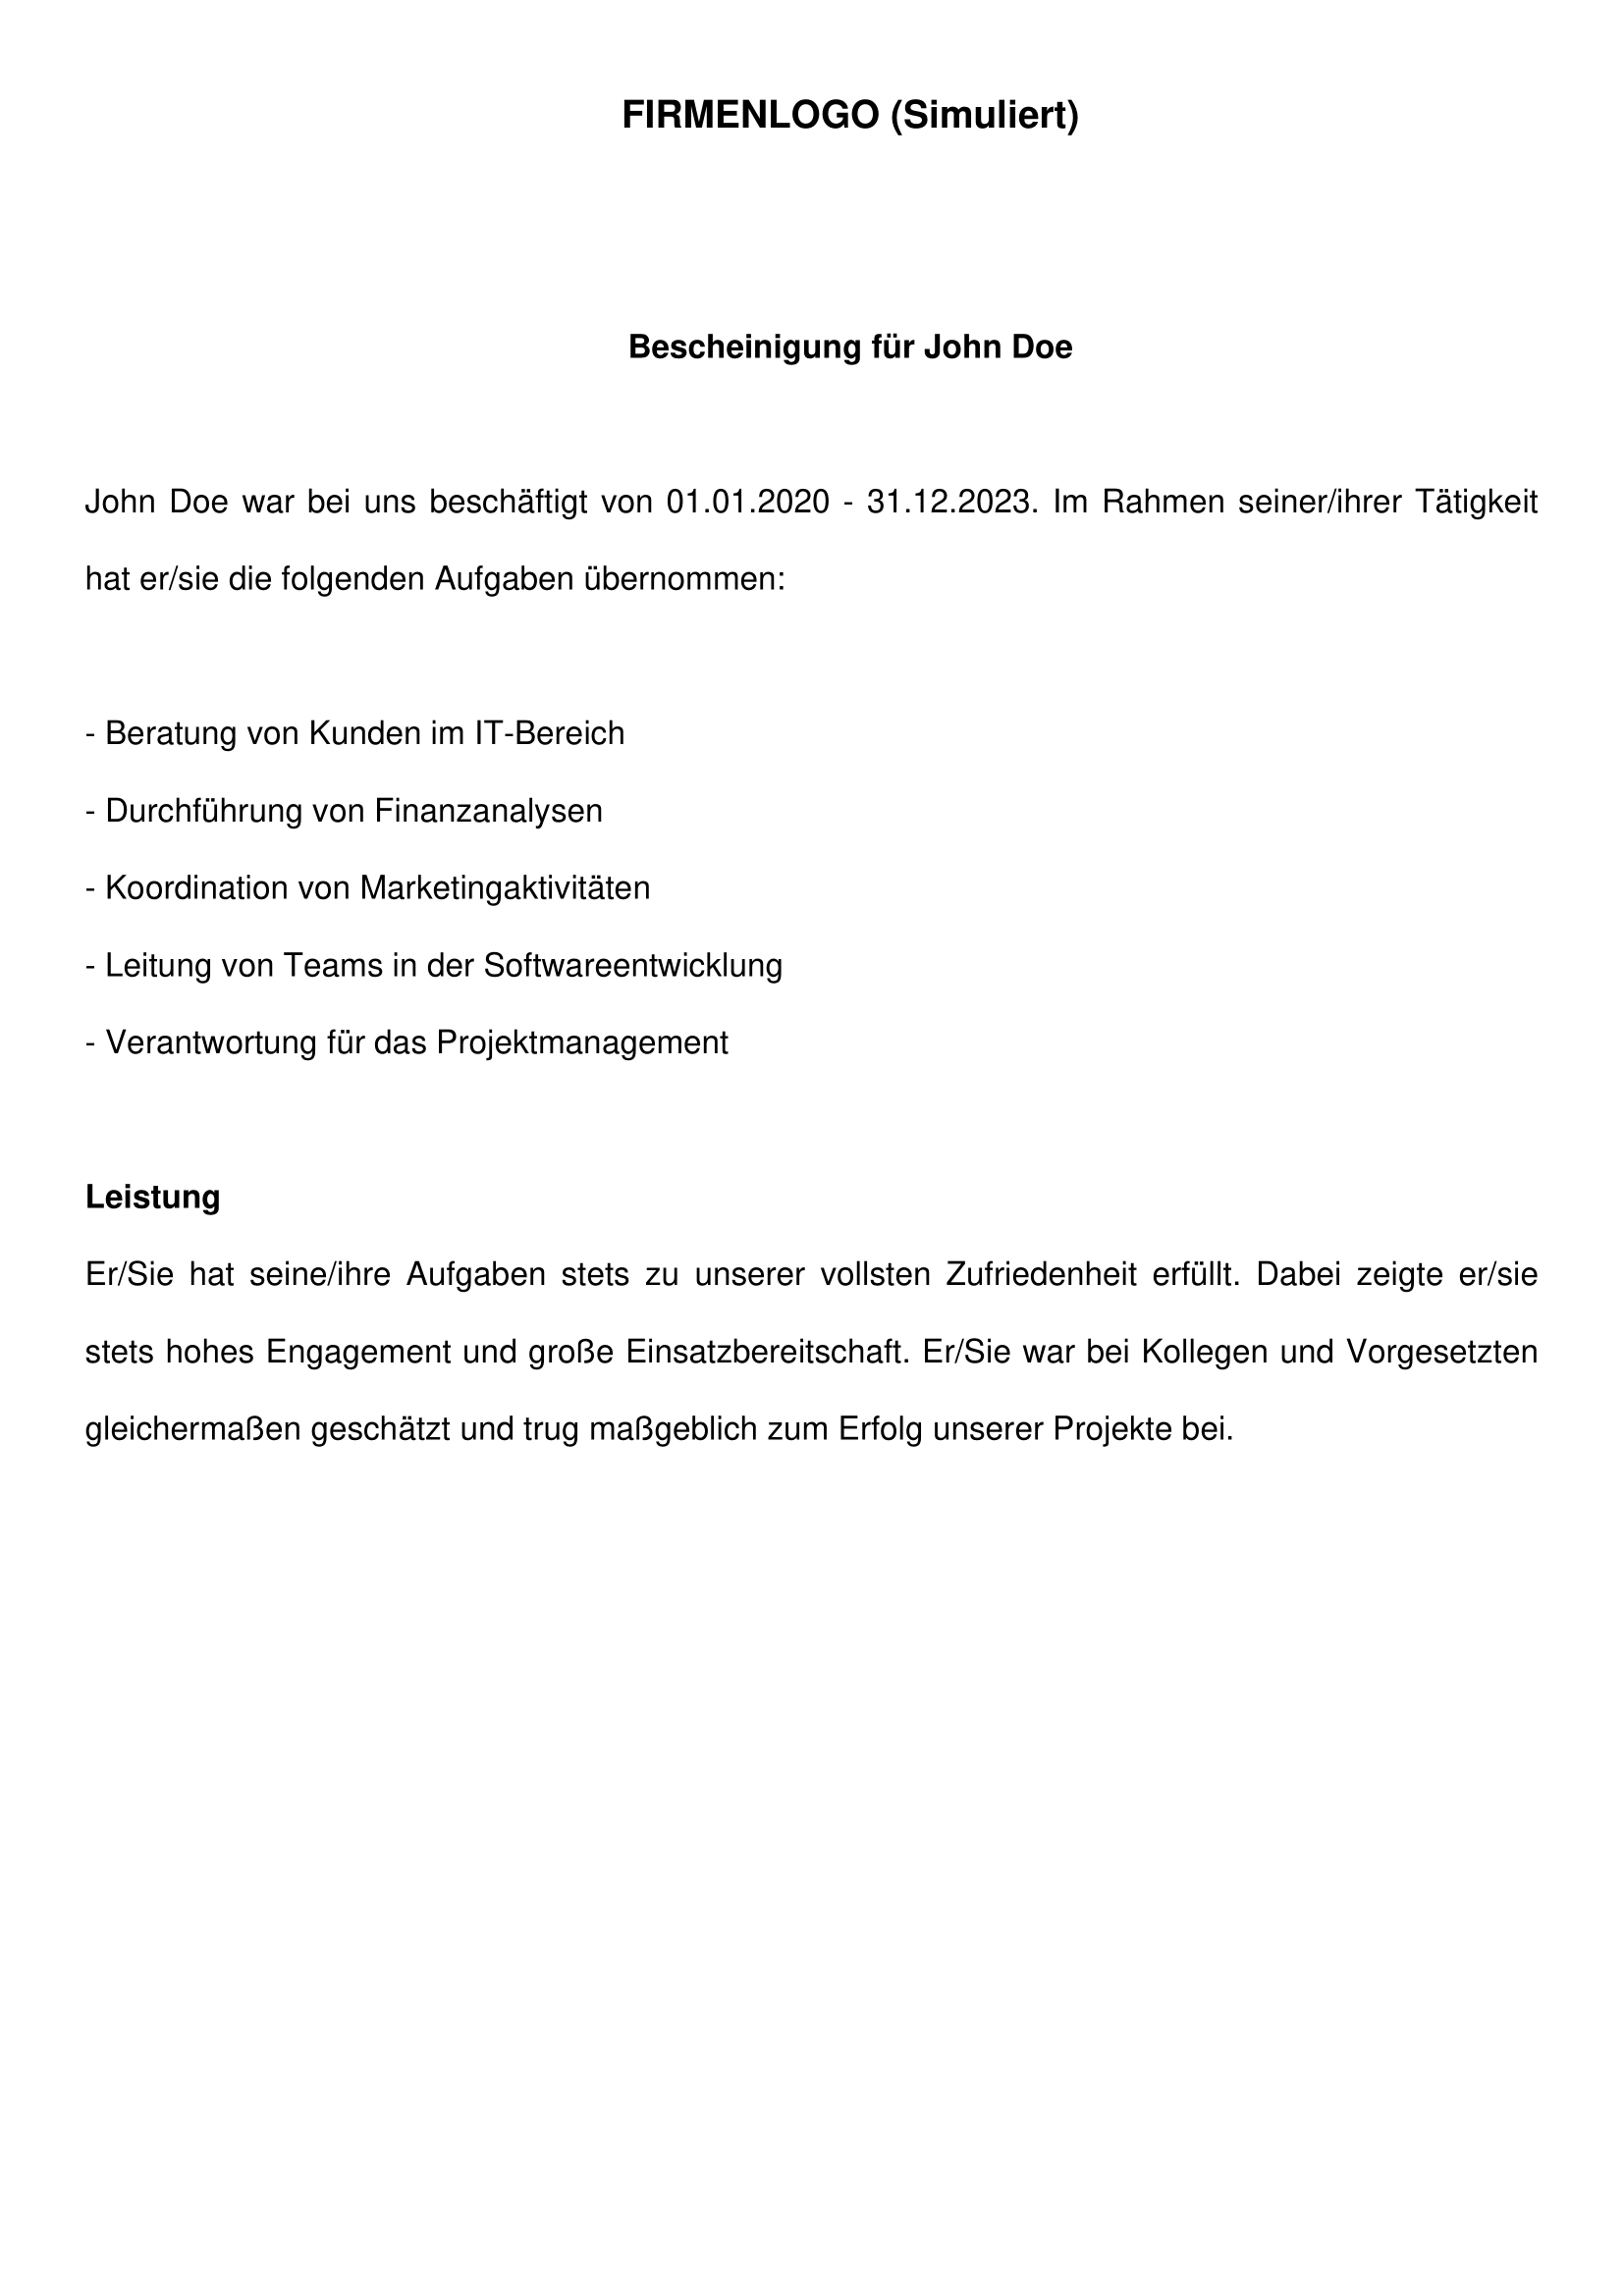 FIRMENLOGO (Simuliert)
Bescheinigung für John Doe
John Doe war bei uns beschäftigt von 01.01.2020 - 31.12.2023. Im Rahmen seiner/ihrer Tätigkeit
hat er/sie die folgenden Aufgaben übernommen:
- Beratung von Kunden im IT-Bereich
- Durchführung von Finanzanalysen
- Koordination von Marketingaktivitäten
- Leitung von Teams in der Softwareentwicklung
- Verantwortung für das Projektmanagement
Leistung
Er/Sie hat seine/ihre Aufgaben stets zu unserer vollsten Zufriedenheit erfüllt. Dabei zeigte er/sie
stets hohes Engagement und große Einsatzbereitschaft. Er/Sie war bei Kollegen und Vorgesetzten
gleichermaßen geschätzt und trug maßgeblich zum Erfolg unserer Projekte bei.